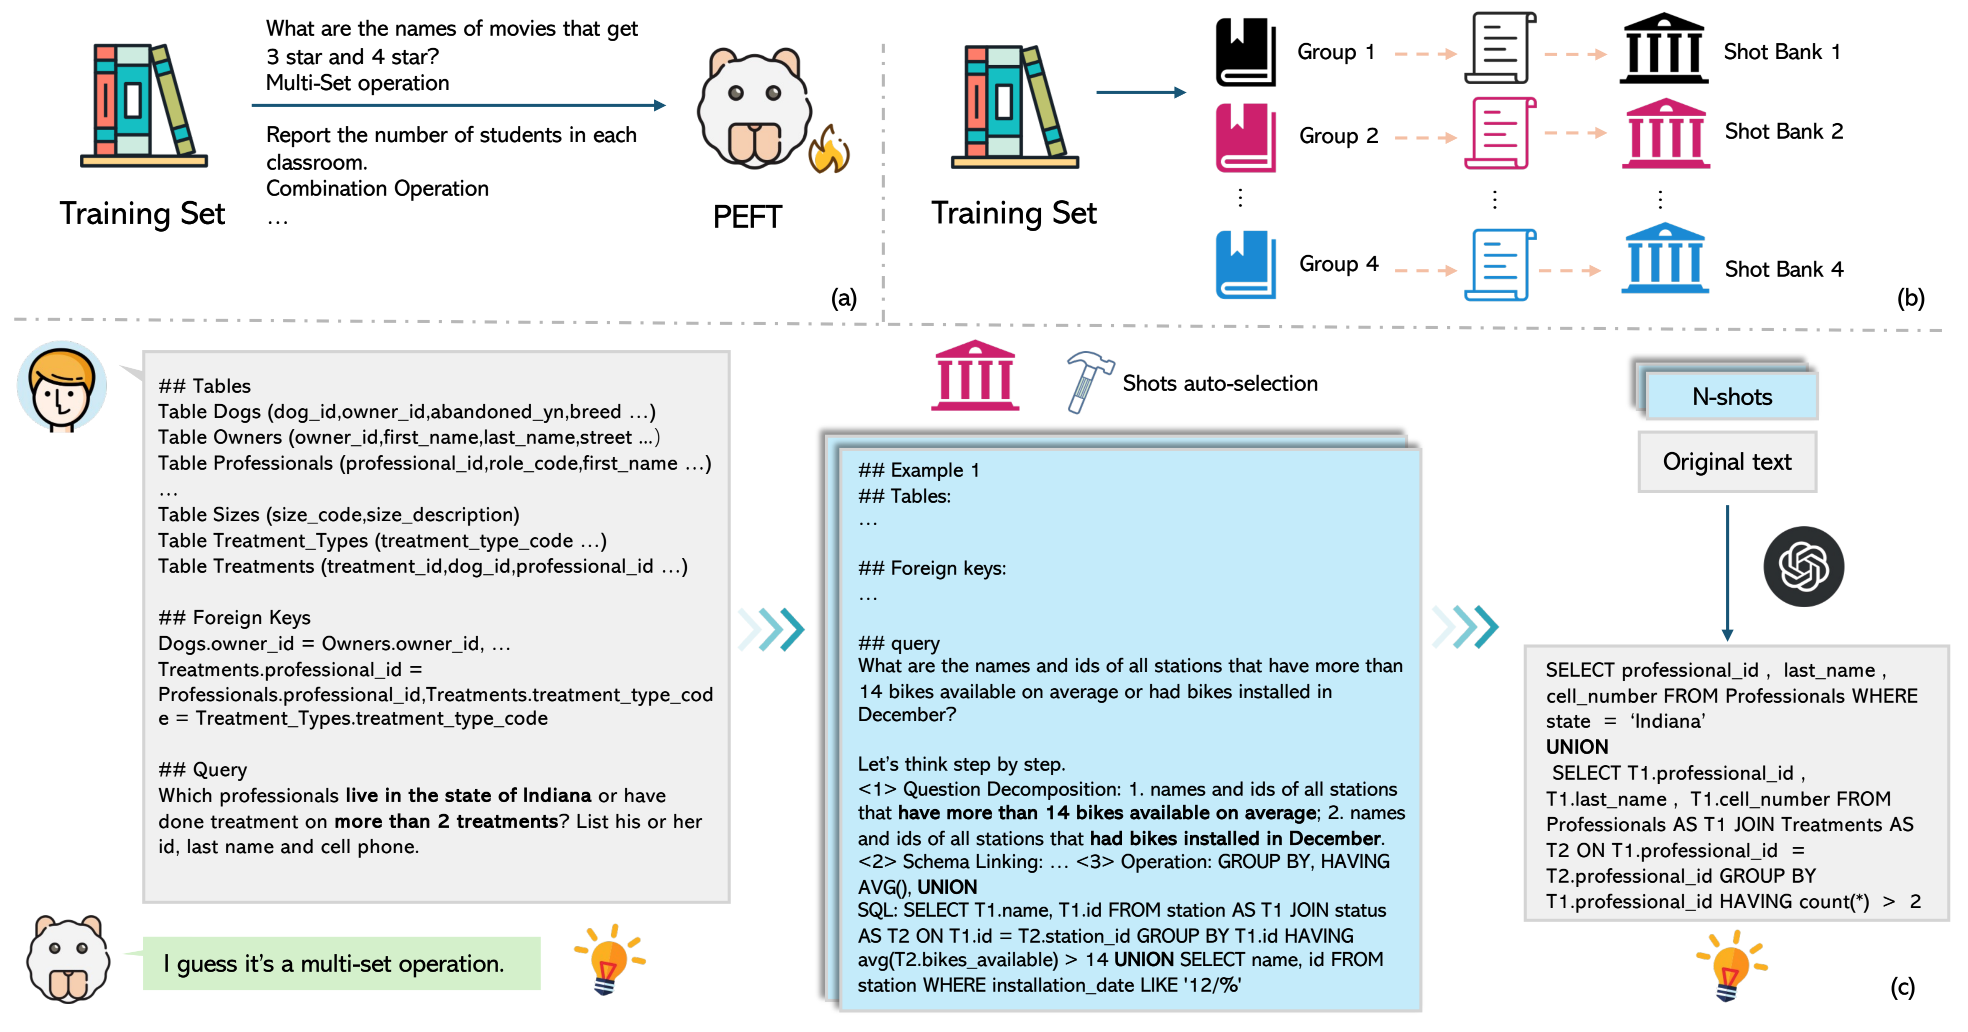 What are the names of movies that get
3 star and 4 star?
Multi-Set operation
Report the number of students in each
classroom.
Combination Operation
...
Training Set
PEFT
(a)
Training Set
Group 1
Shot Bank 1
Group 2
Shot Bank 2
⋮
⋮
⋮
Group 4
Shot Bank 4
(b)
## Tables
Table Dogs (dog_id,owner_id,abandoned_yn,breed ...)
Table Owners (owner_id,first_name,last_name,street ...)
Table Professionals (professional_id,role_code,first_name ...)
...
Table Sizes (size_code,size_description)
Table Treatment_Types (treatment_type_code ...)
Table Treatments (treatment_id,dog_id,professional_id ...)
## Foreign Keys
Dogs.owner_id = Owners.owner_id, ...
Treatments.professional_id =
Professionals.professional_id,Treatments.treatment_type_cod
e = Treatment_Types.treatment_type_code
## Query
Which professionals live in the state of Indiana or have
done treatment on more than 2 treatments? List his or her
id, last name and cell phone.
I guess it's a multi-set operation.
Shots auto-selection
## Example 1
## Tables:
...
## Foreign keys:
...
## query
What are the names and ids of all stations that have more than
14 bikes available on average or had bikes installed in
December?
Let's think step by step.
<1> Question Decomposition: 1. names and ids of all stations
that have more than 14 bikes available on average; 2. names
and ids of all stations that had bikes installed in December.
<2> Schema Linking: ... <3> Operation: GROUP BY, HAVING
AVG(), UNION
SQL: SELECT T1.name, T1.id FROM station AS T1 JOIN status
AS T2 ON T1.id = T2.station_id GROUP BY T1.id HAVING
avg(T2.bikes_available) > 14 UNION SELECT name, id FROM
station WHERE installation_date LIKE '12/%'
N-shots
Original text
SELECT professional_id , last_name ,
cell_number FROM Professionals WHERE
state = ‘Indiana’
UNION
SELECT T1.professional_id ,
T1.last_name , T1.cell_number FROM
Professionals AS T1 JOIN Treatments AS
T2 ON T1.professional_id =
T2.professional_id GROUP BY
T1.professional_id HAVING count(*) > 2
(c)